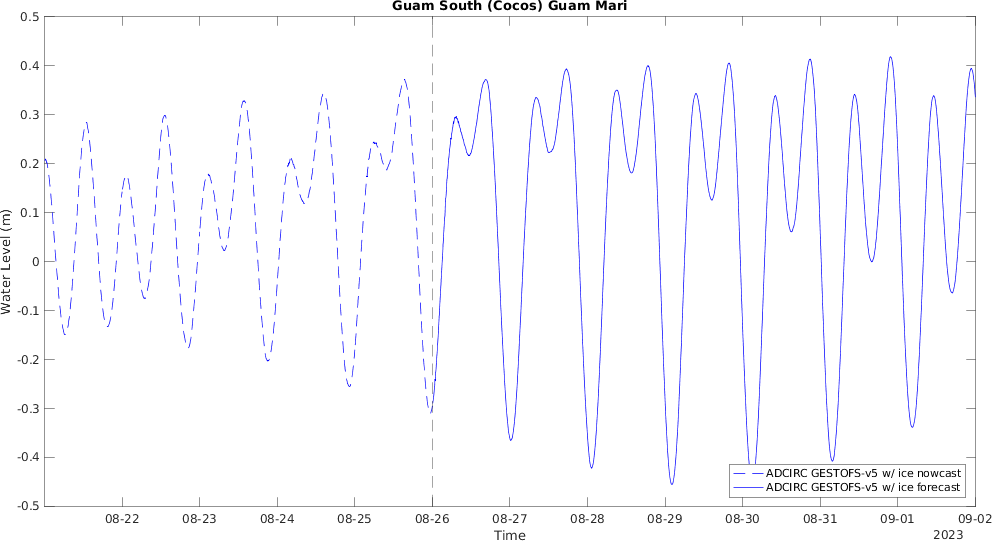 Guam South (Cocos) Guam Mari
0.5
0.4
0.3
0.2
0.1
0
-0.1
-0.2
-0.3
-0.4
-0.5
Water Level (m)
ADCIRC GESTOFS-v5 w/ ice nowcast
ADCIRC GESTOFS-v5 w/ ice forecast
08-22 08-23 08-24 08-25 08-26 08-27 08-28 08-29 08-30 08-31 09-01 09-02
Time
2023